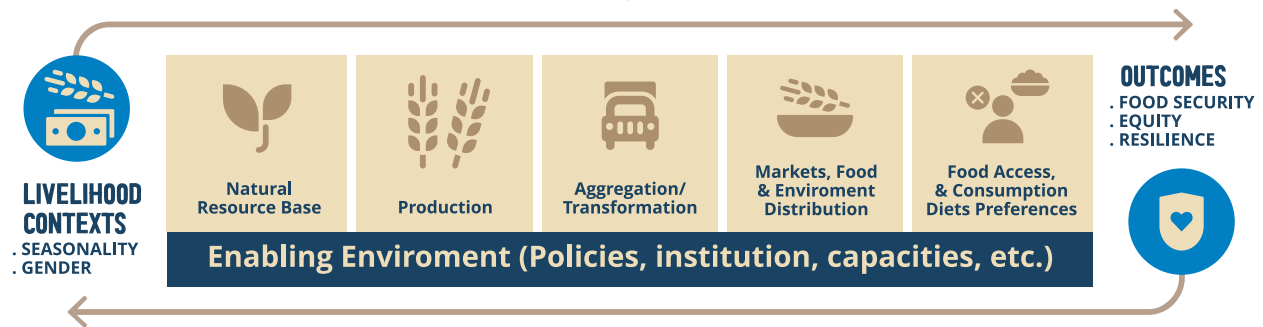 LIVELIHOOD
CONTEXTS
. SEASONALITY
. GENDER
Natural
Resource Base
Production
Aggregation/
Transformation
Markets, Food
& Enviroment
Distribution
Food Access,
& Consumption
Diets Preferences
Enabling Enviroment (Policies, institution, capacities, etc.)
OUTCOMES
. FOOD SECURITY
. EQUITY
. RESILIENCE